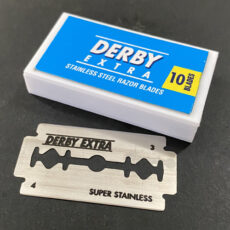 DERBY
EXTRA
STAINLESS STEEL RAZOR BLADES
10
BLADES
DERBY EXTRA
3
4
SUPER STAINLESS